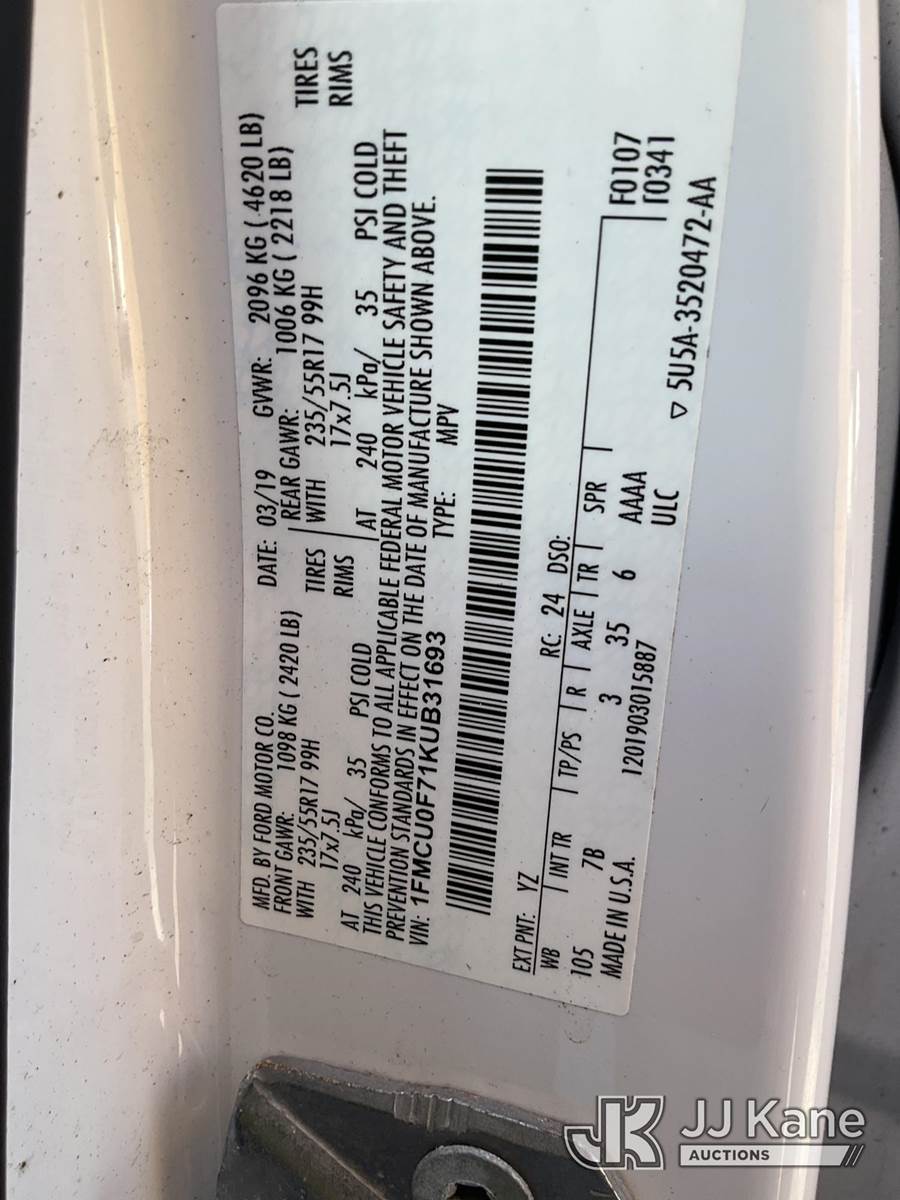 MFD. BY FORD MOTOR CO. DATE: 03/19 GVWR: 2096 KG ( 4620 LB)
FRONT GAWR: 1098 KG ( 2420 LB) REAR GAWR: 1006 KG ( 2218 LB)
WITH 235/55R17 99H TIRES WITH 235/55R17 99H TIRES
17x7.5J RIMS 17x7.5J RIMS
AT 240 kPa/ 35 PSI COLD AT 240 kPa/ 35 PSI COLD
THIS VEHICLE CONFORMS TO ALL APPLICABLE FEDERAL MOTOR VEHICLE SAFETY AND THEFT
PREVENTION STANDARDS IN EFFECT ON THE DATE OF MANUFACTURE SHOWN ABOVE.
VIN: 1FMCU0F71KUB31693 TYPE: MPV
EXT PNT: YZ RC: 24 DSO:
WB INT TR TP/PS R AXLE TR SPR F0107
105 7B 3 35 6 AAAA T0341
MADE IN U.S.A. 1201903015887 ULC
▽ 5U5A-3520472-AA
JK JJ Kane
AUCTIONS